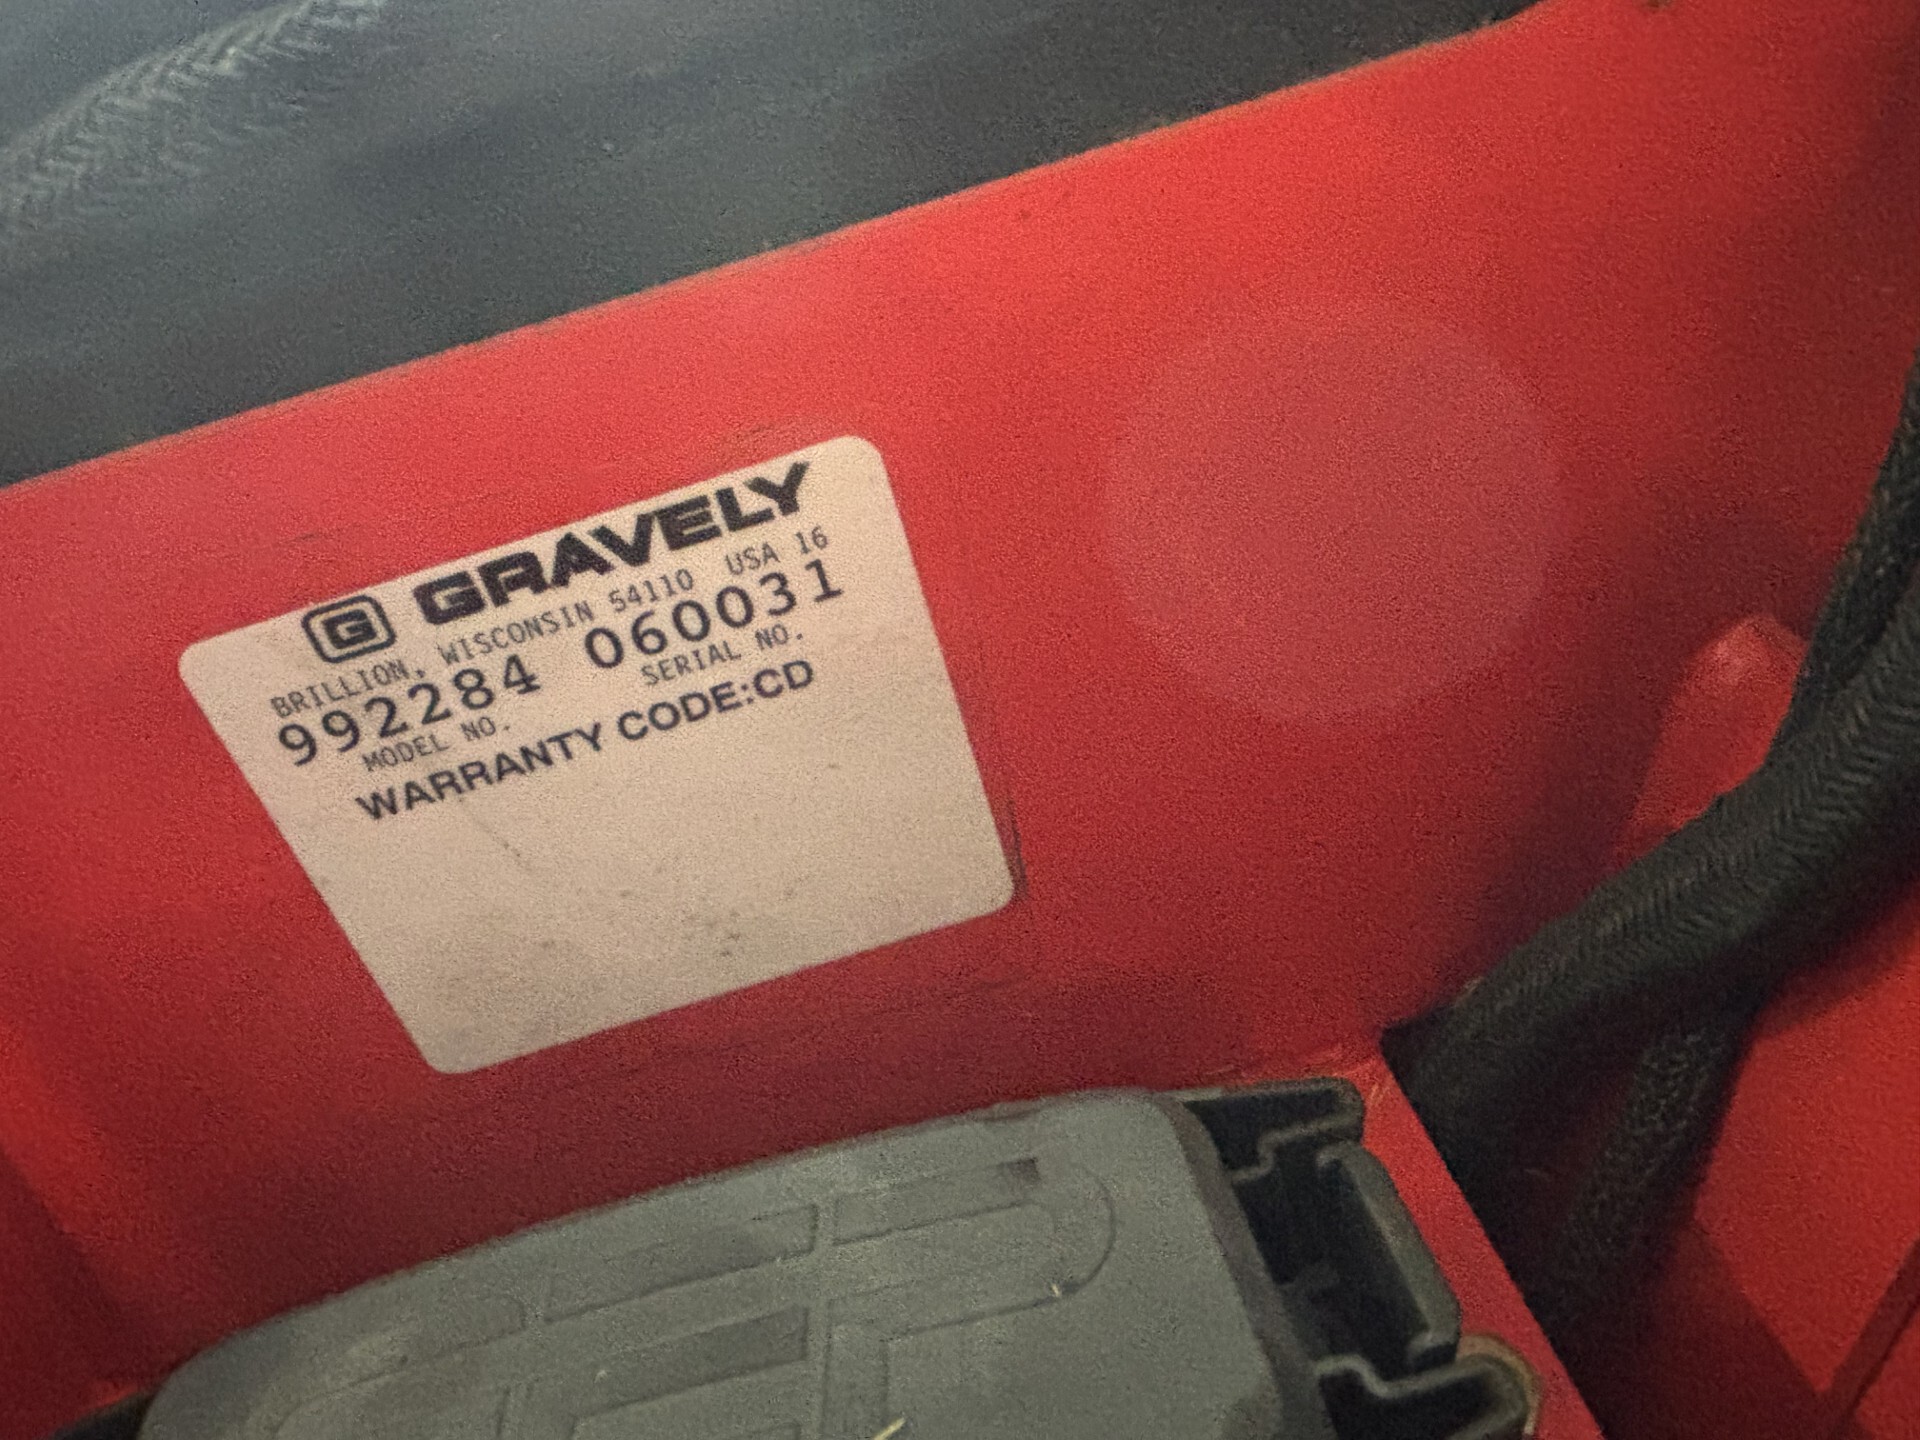 G GRAVELY
BRILLION, WISCONSIN 54110 USA 16
992284 060031
MODEL NO. SERIAL NO.
WARRANTY CODE:CD